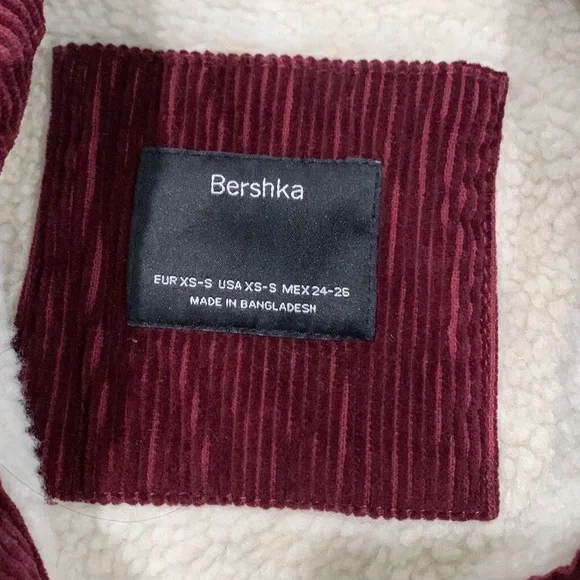 Bershka
EUR XS-S USA XS-S MEX 24-26
MADE IN BANGLADESH